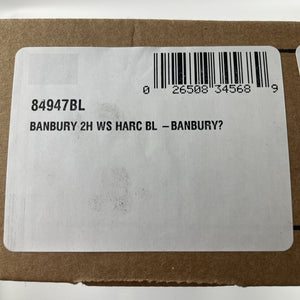 0 26508 34568 9
84947BL
BANBURY 2H WS HARC BL –BANBURY?